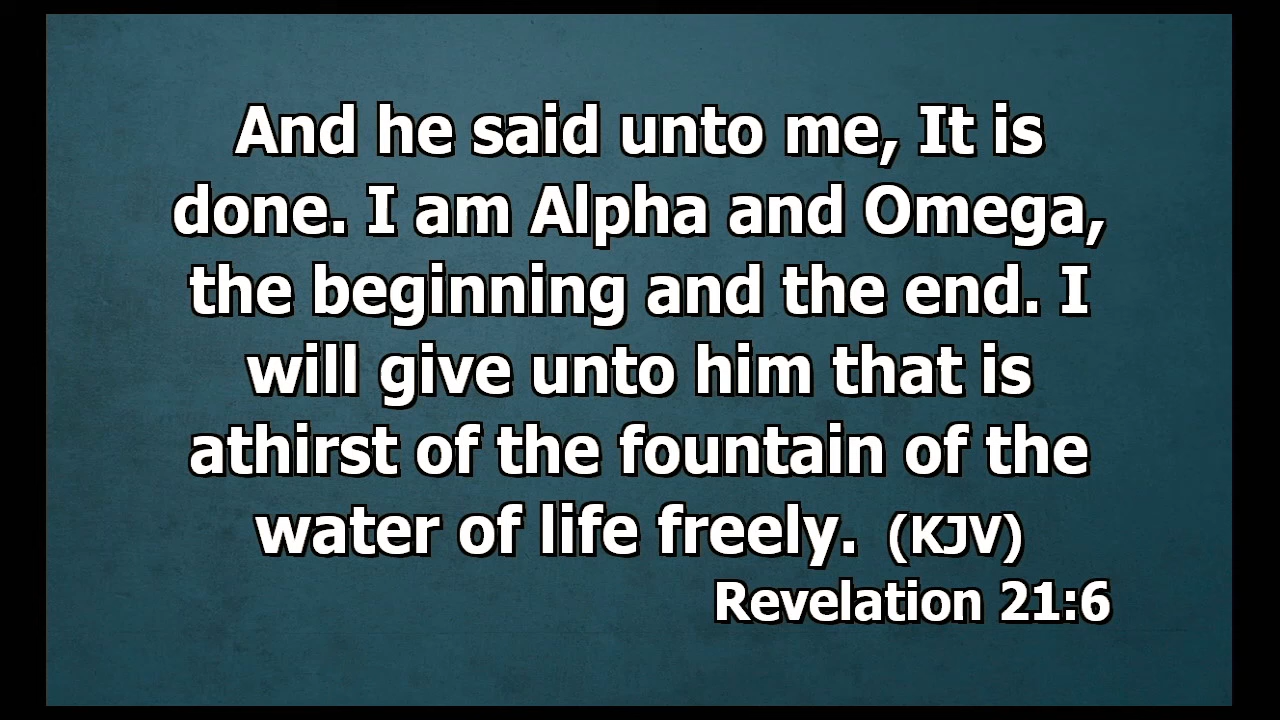 And he said unto me, It is
done. I am Alpha and Omega,
the beginning and the end. I
will give unto him that is
athirst of the fountain of the
water of life freely. (KJV)
Revelation 21:6